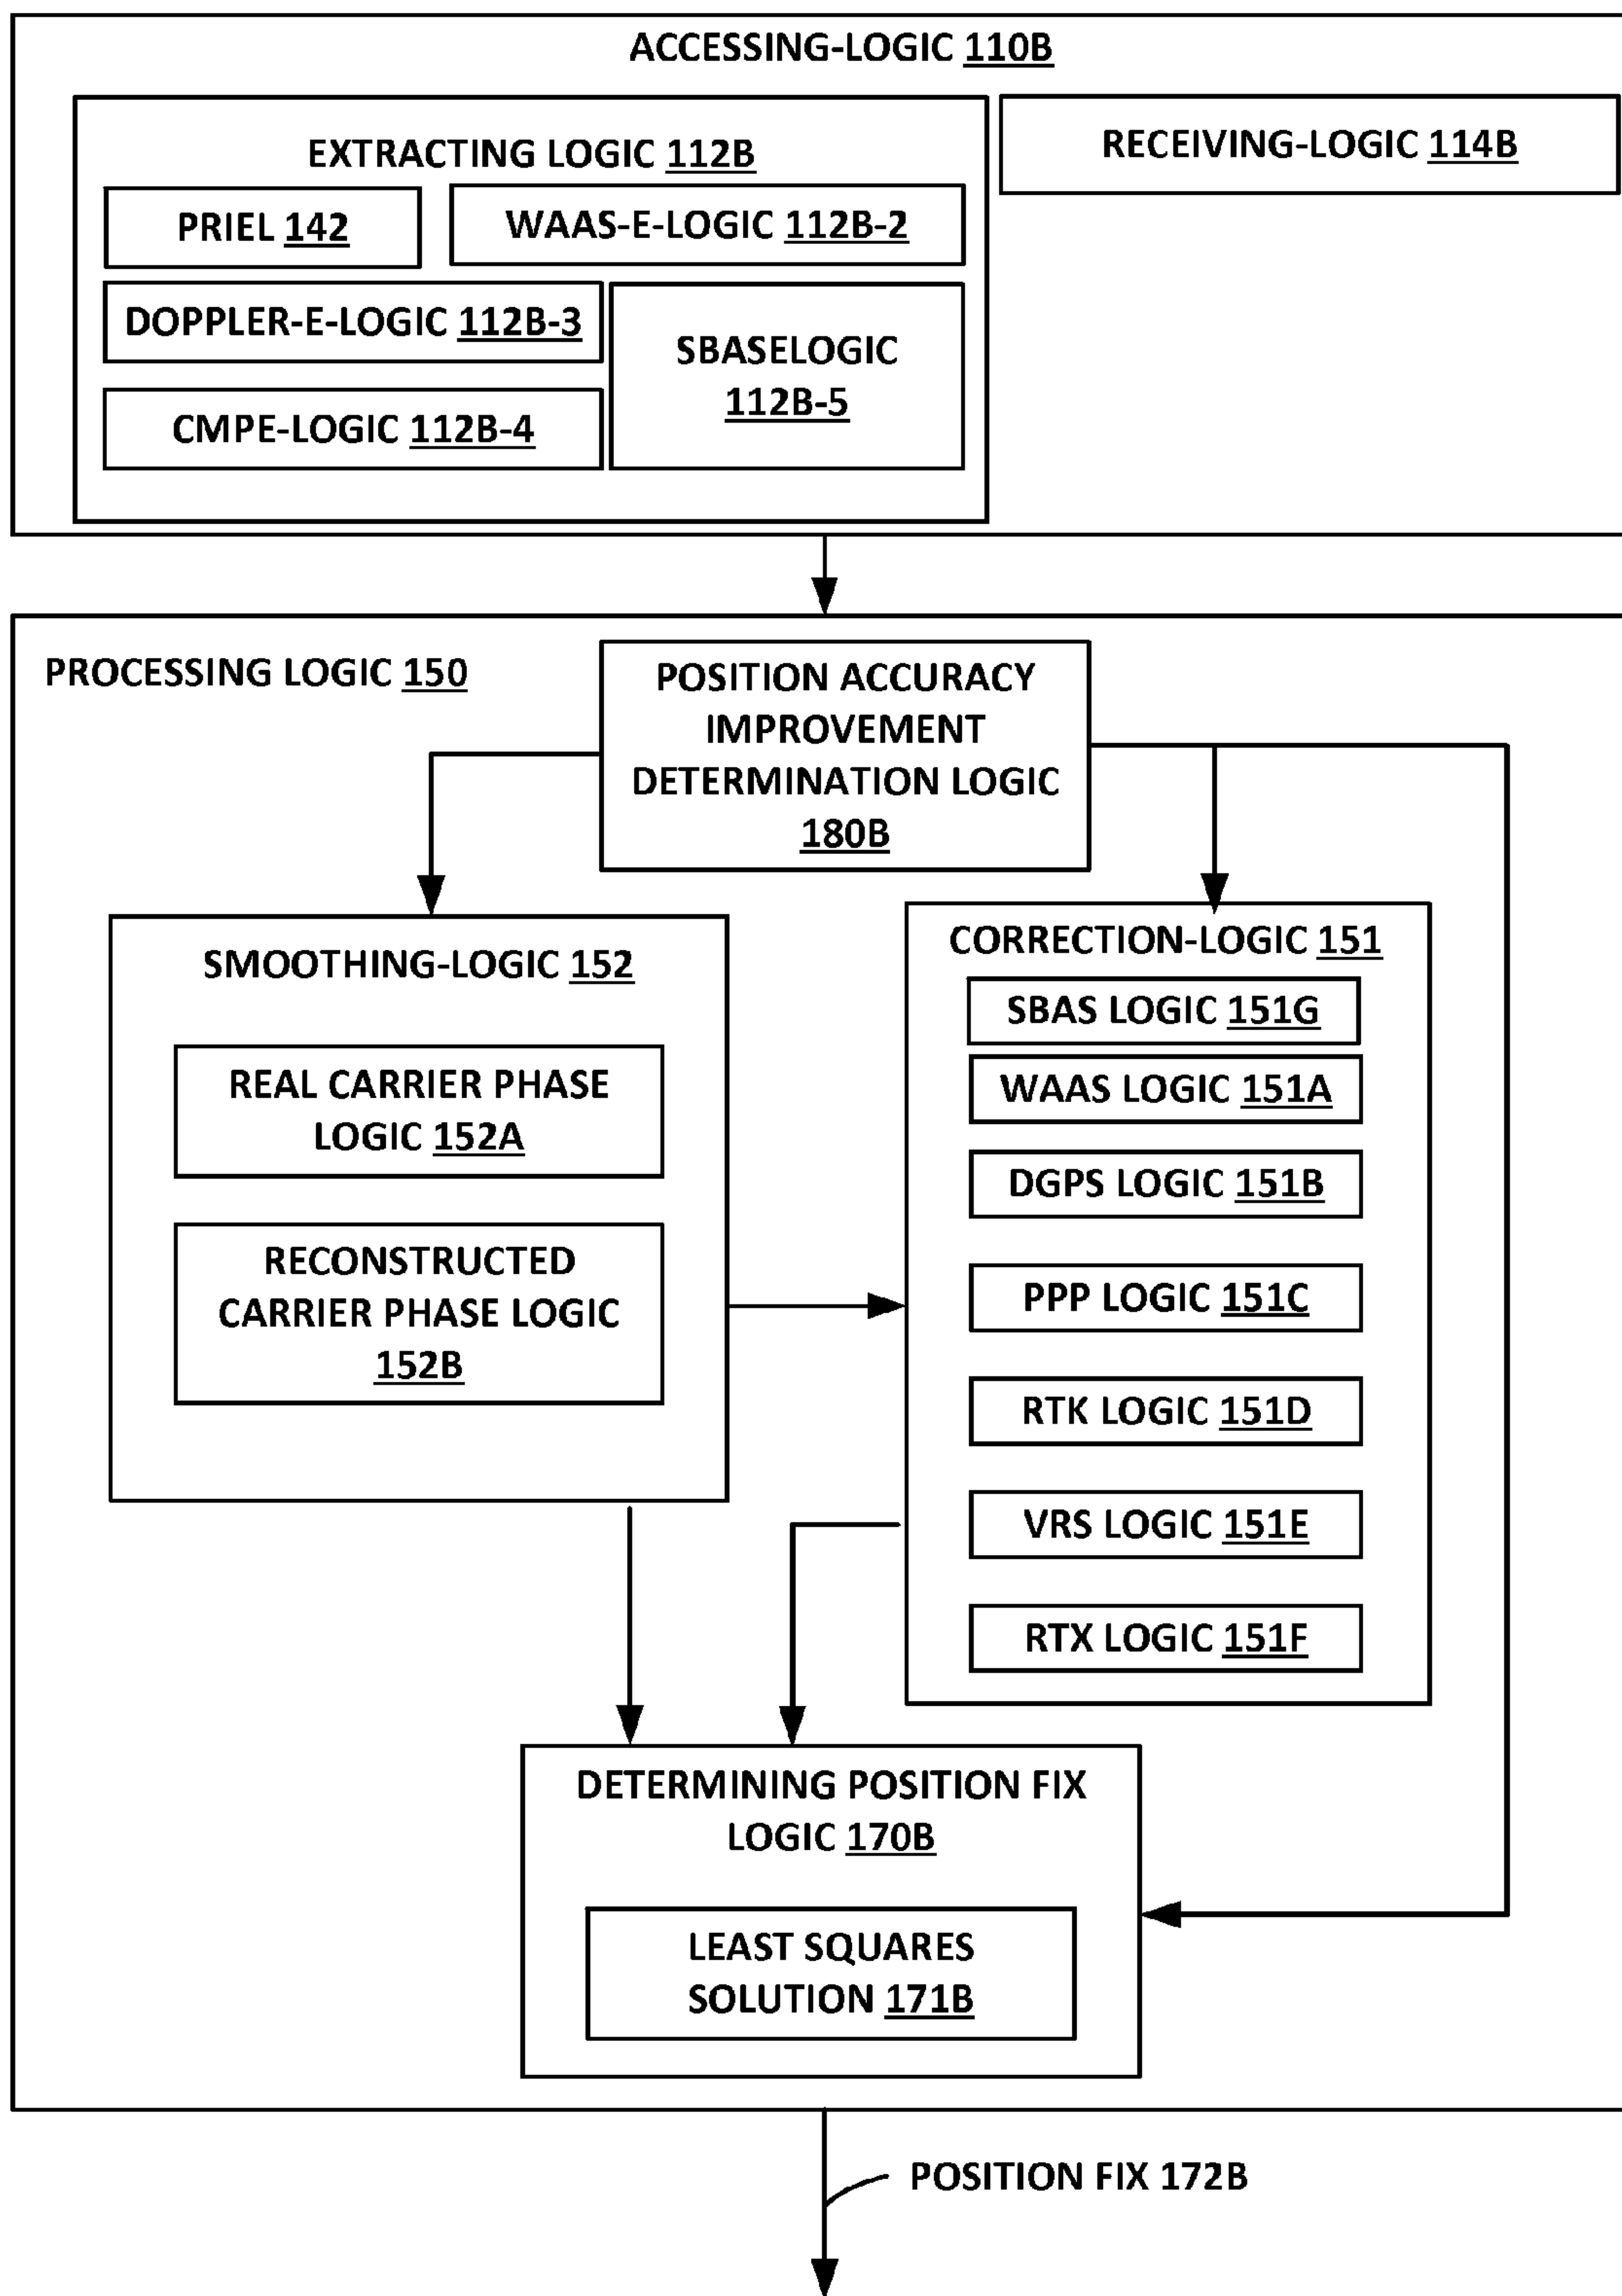 ACCESSING-LOGIC 110B
EXTRACTING LOGIC 112B
RECEIVING-LOGIC 114B
PRIEL 142
WAAS-E-LOGIC 112B-2
DOPPLER-E-LOGIC 112B-3
SBASELOGIC
112B-5
CMPE-LOGIC 112B-4
PROCESSING LOGIC 150
POSITION ACCURACY
IMPROVEMENT
DETERMINATION LOGIC
180B
SMOOTHING-LOGIC 152
REAL CARRIER PHASE
LOGIC 152A
RECONSTRUCTED
CARRIER PHASE LOGIC
152B
CORRECTION-LOGIC 151
SBAS LOGIC 151G
WAAS LOGIC 151A
DGPS LOGIC 151B
PPP LOGIC 151C
RTK LOGIC 151D
VRS LOGIC 151E
RTX LOGIC 151F
DETERMINING POSITION FIX
LOGIC 170B
LEAST SQUARES
SOLUTION 171B
POSITION FIX 172B